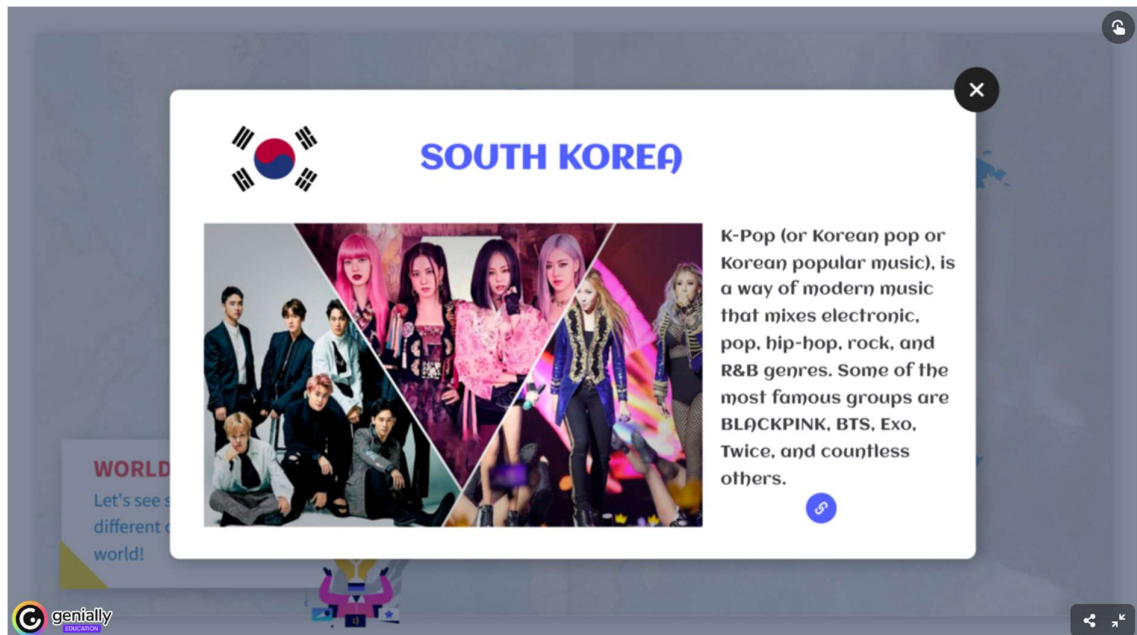 SOUTH KOREA
K-Pop (or Korean pop or
Korean popular music), is
a way of modern music
that mixes electronic,
pop, hip-hop, rock, and
R&B genres. Some of the
most famous groups are
BLACKPINK, BTS, Exo,
Twice, and countless
others.
WORLD
Let's see s
different c
world!
genially
EDUCATION